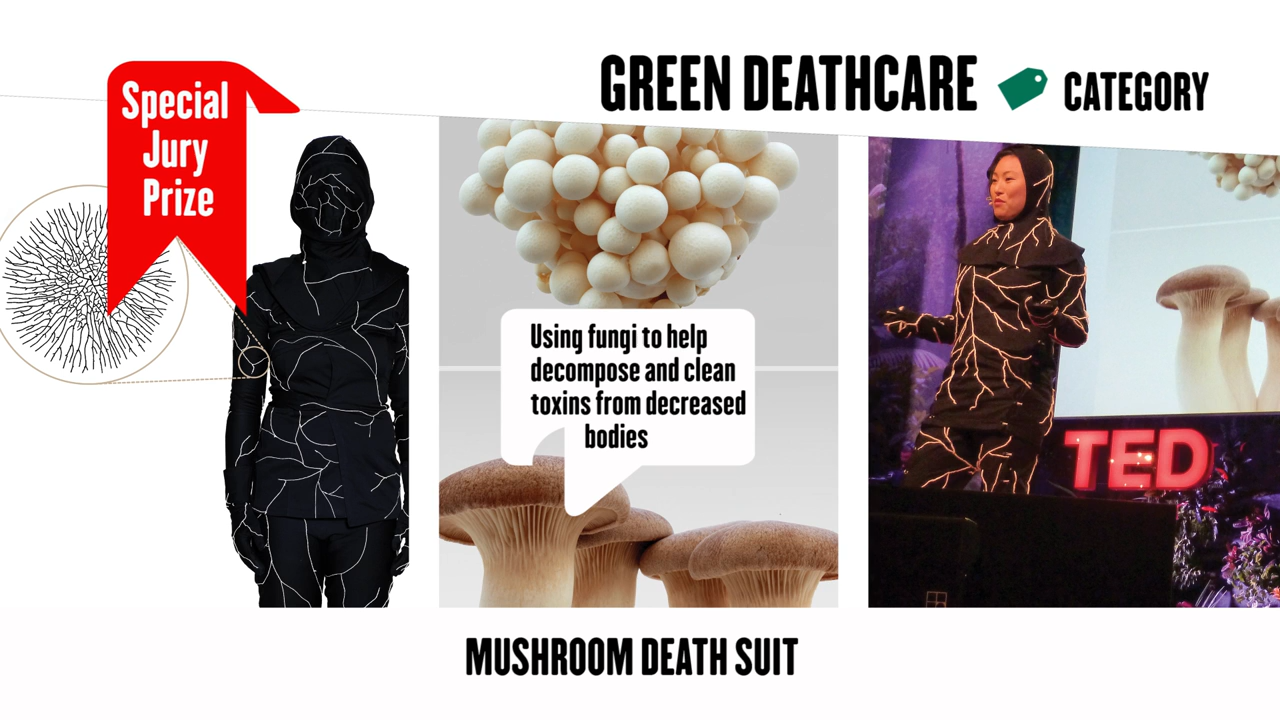 GREEN DEATHCARE CATEGORY
Special
Jury
Prize
Using fungi to help
decompose and clean
toxins from decreased
bodies
TED
MUSHROOM DEATH SUIT